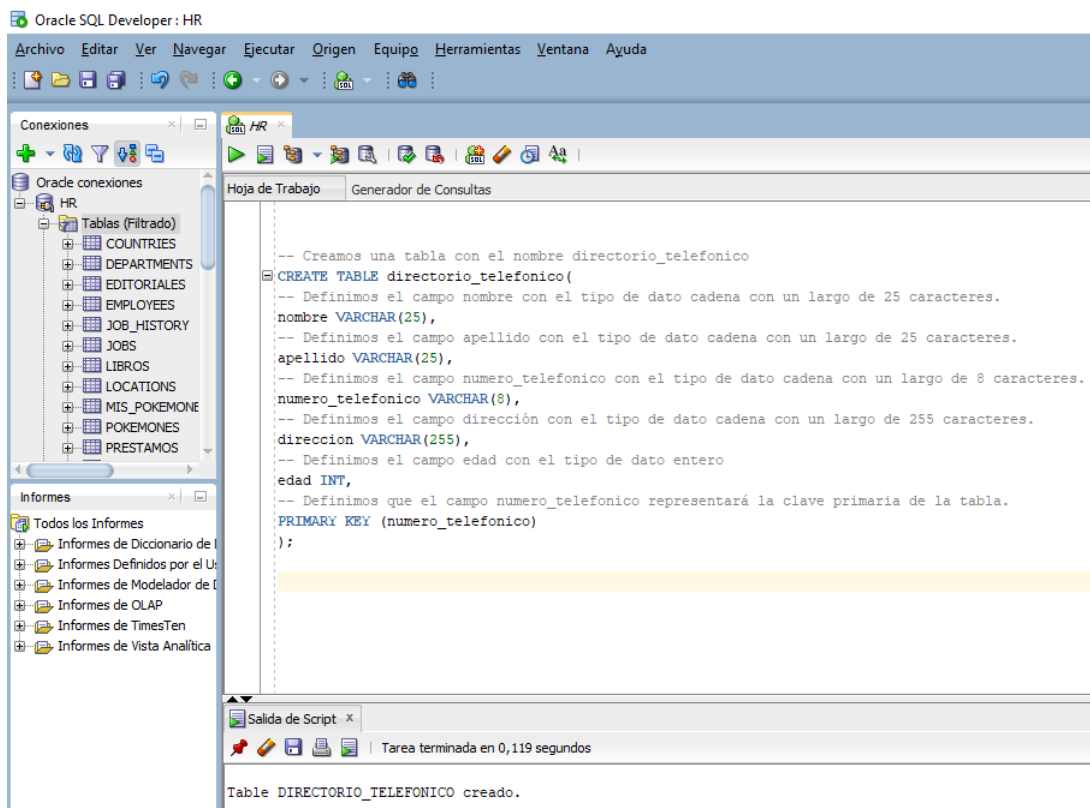 Oracle SQL Developer : HR
Archivo Editar Ver Navegar Ejecutar Origen Equipo Herramientas Ventana Ayuda
Conexiones
Oracle conexiones
HR
Tablas (Filtrado)
COUNTRIES
DEPARTMENTS
EDITORIALES
EMPLOYEES
JOB_HISTORY
JOBS
LIBROS
LOCATIONS
MIS_POKEMONE
POKEMONES
PRESTAMOS
Informes
Todos los Informes
Informes de Diccionario de
Informes Definidos por el
Informes de Modelador de
Informes de OLAP
Informes de TimesTen
Informes de Vista Analítica
HR
Hoja de Trabajo Generador de Consultas
-- Creamos una tabla con el nombre directorio_telefonico
CREATE TABLE directorio_telefonico(
-- Definimos el campo nombre con el tipo de dato cadena con un largo de 25 caracteres.
nombre VARCHAR(25),
-- Definimos el campo apellido con el tipo de dato cadena con un largo de 25 caracteres.
apellido VARCHAR(25),
-- Definimos el campo numero_telefonico con el tipo de dato cadena con un largo de 8 caracteres.
numero_telefonico VARCHAR(8),
-- Definimos el campo dirección con el tipo de dato cadena con un largo de 255 caracteres.
direccion VARCHAR(255),
-- Definimos el campo edad con el tipo de dato entero
edad INT,
-- Definimos que el campo numero_telefonico representará la clave primaria de la tabla.
PRIMARY KEY (numero_telefonico)
);
Salida de Script
Tarea terminada en 0,119 segundos
Table DIRECTORIO_TELEFONICO creado.